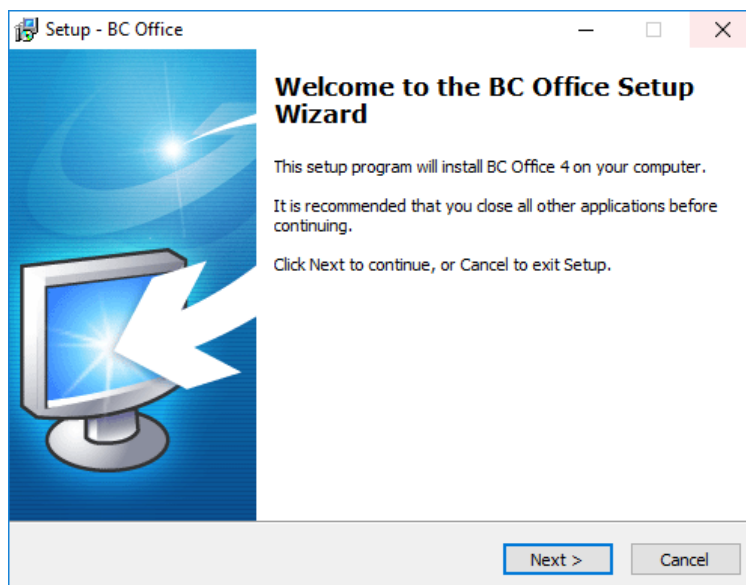 Setup - BC Office
Welcome to the BC Office Setup
Wizard
This setup program will install BC Office 4 on your computer.
It is recommended that you close all other applications before
continuing.
Click Next to continue, or Cancel to exit Setup.
Next >
Cancel